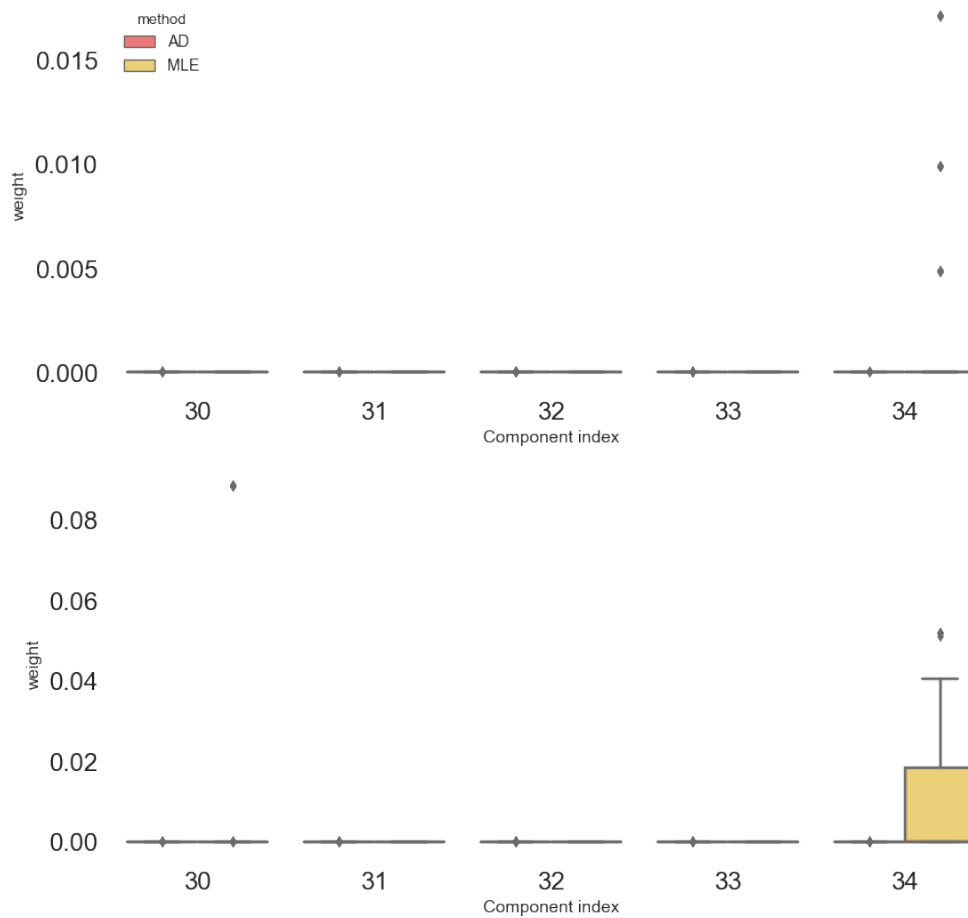 method
AD
MLE
0.015
0.010
0.005
0.000
weight
30 31 32 33 34
Component index
0.08
0.06
0.04
0.02
0.00
weight
30 31 32 33 34
Component index